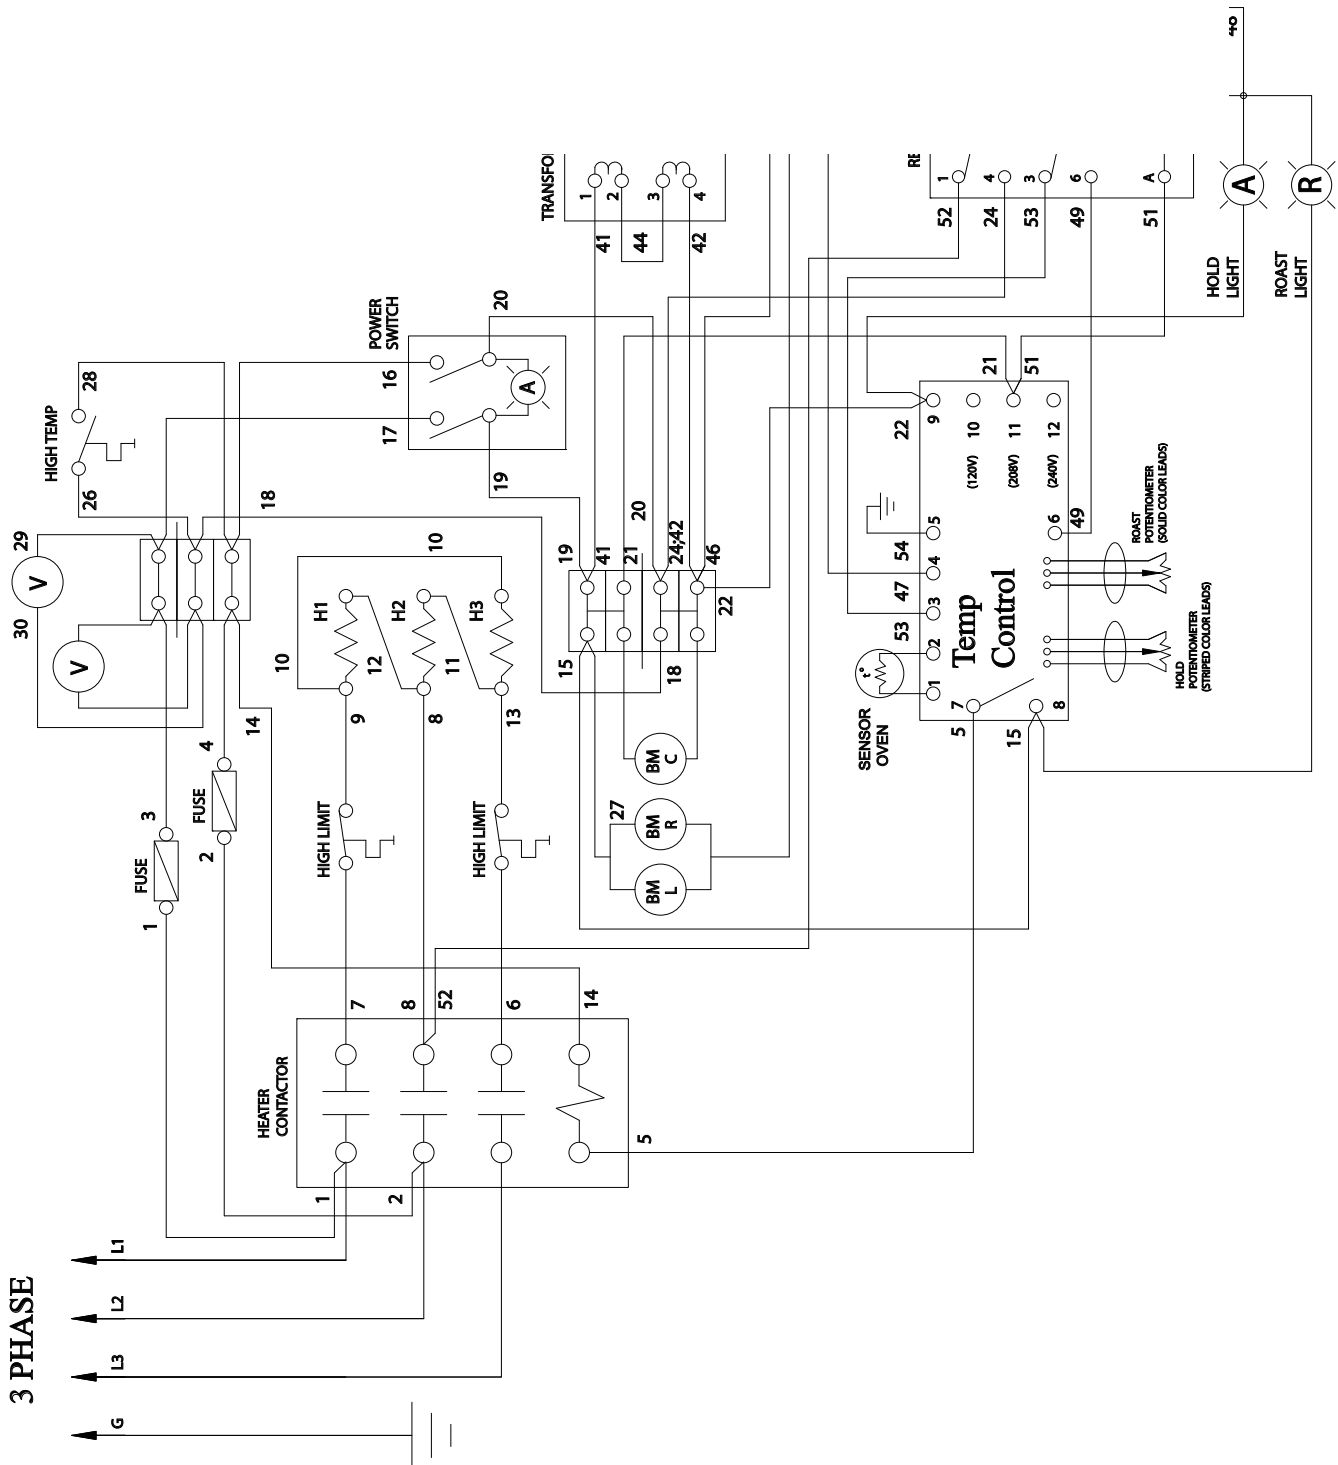 3 PHASE
G
L3
L2
L1
HEATER
CONTACTOR
1
2
5
7
8
52
6
14
FUSE
1
3
FUSE
2
4
14
HIGH LIMIT
HIGH LIMIT
9
8
13
10
12
11
H1
H2
H3
10
V
30
29
V
18
HIGH TEMP
26
28
POWER
SWITCH
17
16
19
20
A
TRANSFO
1
2
3
4
41
44
42
19
41
21
20
24;42
46
15
18
22
BM
C
BM
R
BM
L
27
SENSOR
OVEN
t°
Temp
Control
1
2
3
4
5
6
7
8
9
10
11
12
(120V)
(208V)
(240V)
53
47
54
22
21
51
49
5
15
HOLD
POTENTIOMETER
(STRIPED COLOR LEADS)
ROAST
POTENTIOMETER
(SOLID COLOR LEADS)
RE
1
4
3
6
A
52
24
53
49
51
HOLD
LIGHT
ROAST
LIGHT
A
R
40